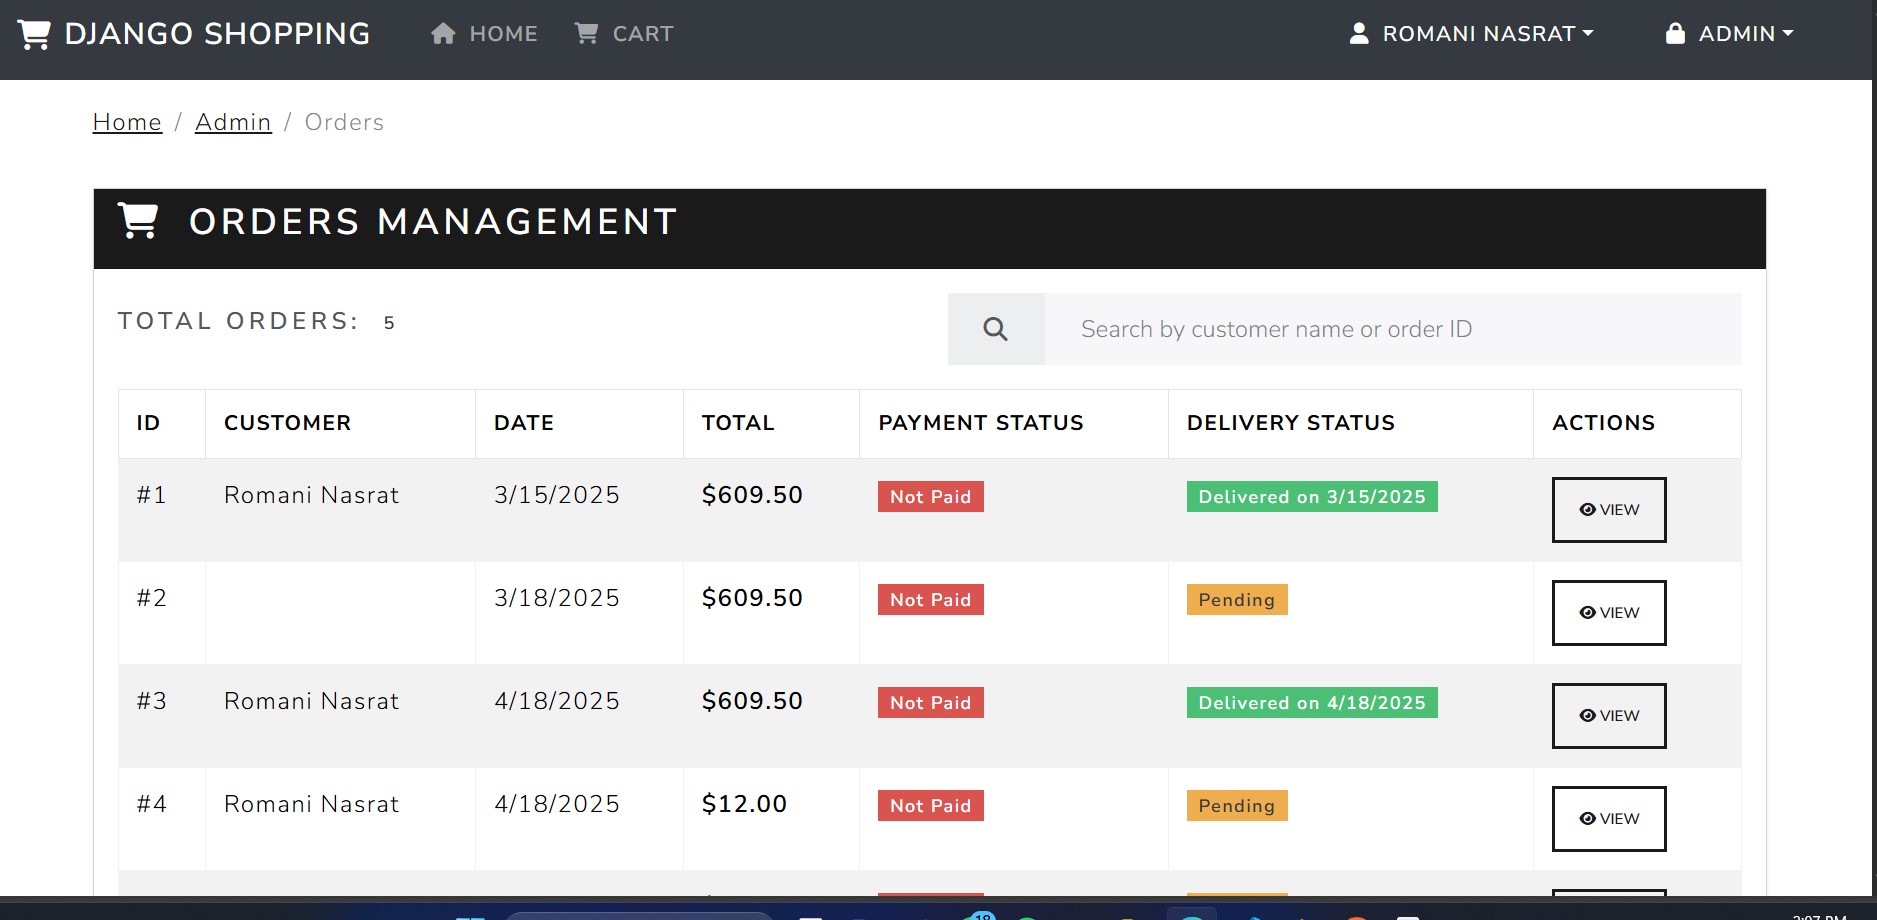 DJANGO SHOPPING HOME CART ROMANI NASRAT ADMIN
Home / Admin / Orders
ORDERS MANAGEMENT
TOTAL ORDERS: 5 Search by customer name or order ID
ID CUSTOMER DATE TOTAL PAYMENT STATUS DELIVERY STATUS ACTIONS
#1 Romani Nasrat 3/15/2025 $609.50 Not Paid Delivered on 3/15/2025 VIEW
#2 3/18/2025 $609.50 Not Paid Pending VIEW
#3 Romani Nasrat 4/18/2025 $609.50 Not Paid Delivered on 4/18/2025 VIEW
#4 Romani Nasrat 4/18/2025 $12.00 Not Paid Pending VIEW